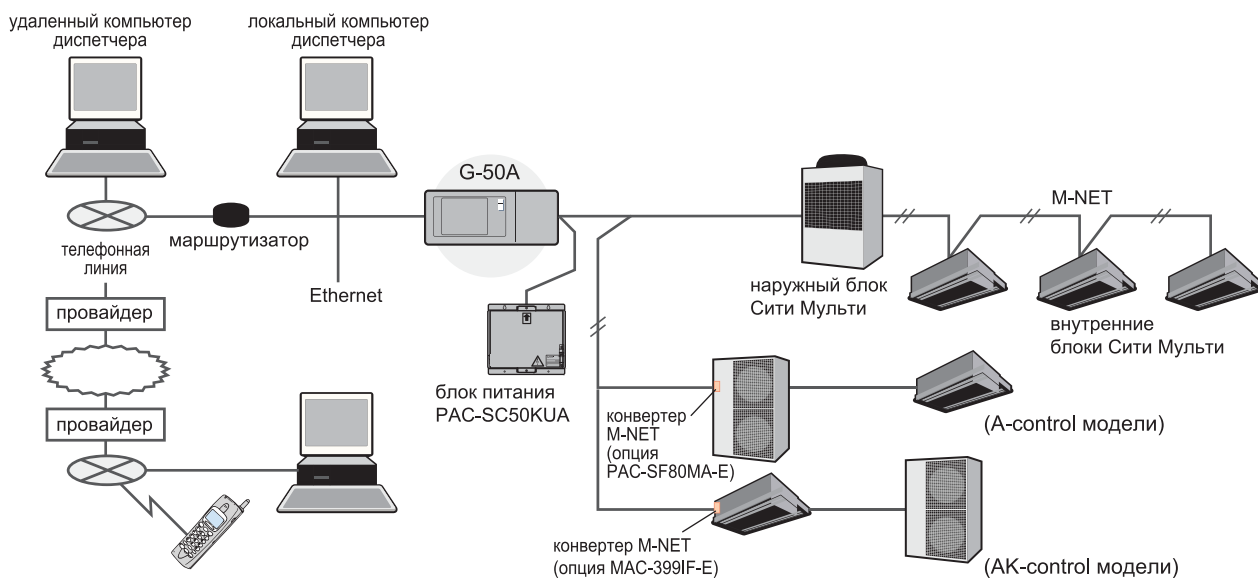 удаленный компьютер
диспетчера
локальный компьютер
диспетчера
G-50A
M-NET
маршрутизатор
телефонная
линия
Ethernet
провайдер
провайдер
наружный блок
Сити Мульти
внутренние
блоки Сити Мульти
блок питания
PAC-SC50KUA
конвертер
M-NET
(опция
PAC-SF80MA-E)
(A-control модели)
конвертер M-NET
(опция MAC-399IF-E)
(AK-control модели)